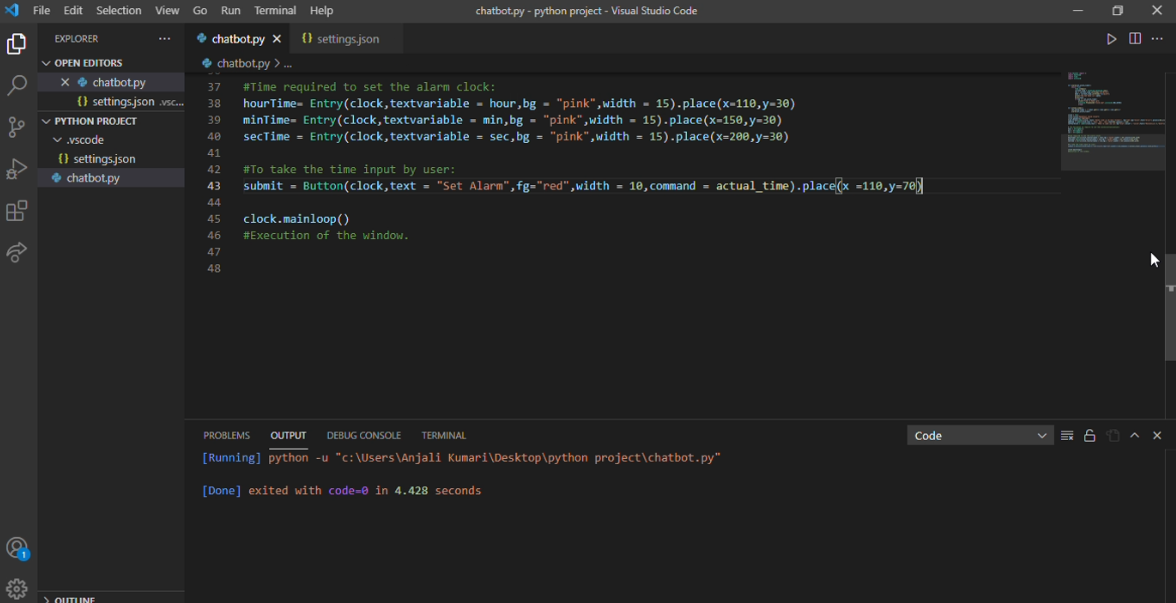 File Edit Selection View Go Run Terminal Help
chatbot.py - python project - Visual Studio Code
EXPLORER
OPEN EDITORS
chatbot.py
settings.json .vsc...
PYTHON PROJECT
.vscode
{} settings.json
chatbot.py
OUTLINE
1
chatbot.py
{} settings.json
chatbot.py > ...
37 #Time required to set the alarm clock:
38 hourTime= Entry(clock,textvariable = hour,bg = "pink",width = 15).place(x=110,y=30)
39 minTime= Entry(clock,textvariable = min,bg = "pink",width = 15).place(x=150,y=30)
40 secTime = Entry(clock,textvariable = sec,bg = "pink",width = 15).place(x=200,y=30)
41
42 #To take the time input by user:
43 submit = Button(clock,text = "Set Alarm",fg="red",width = 10,command = actual_time).place(x =110,y=70)
44
45 clock.mainloop()
46 #Execution of the window.
47
48
PROBLEMS OUTPUT DEBUG CONSOLE TERMINAL
Code
[Running] python -u "c:\Users\Anjali Kumari\Desktop\python project\chatbot.py"
[Done] exited with code=0 in 4.428 seconds